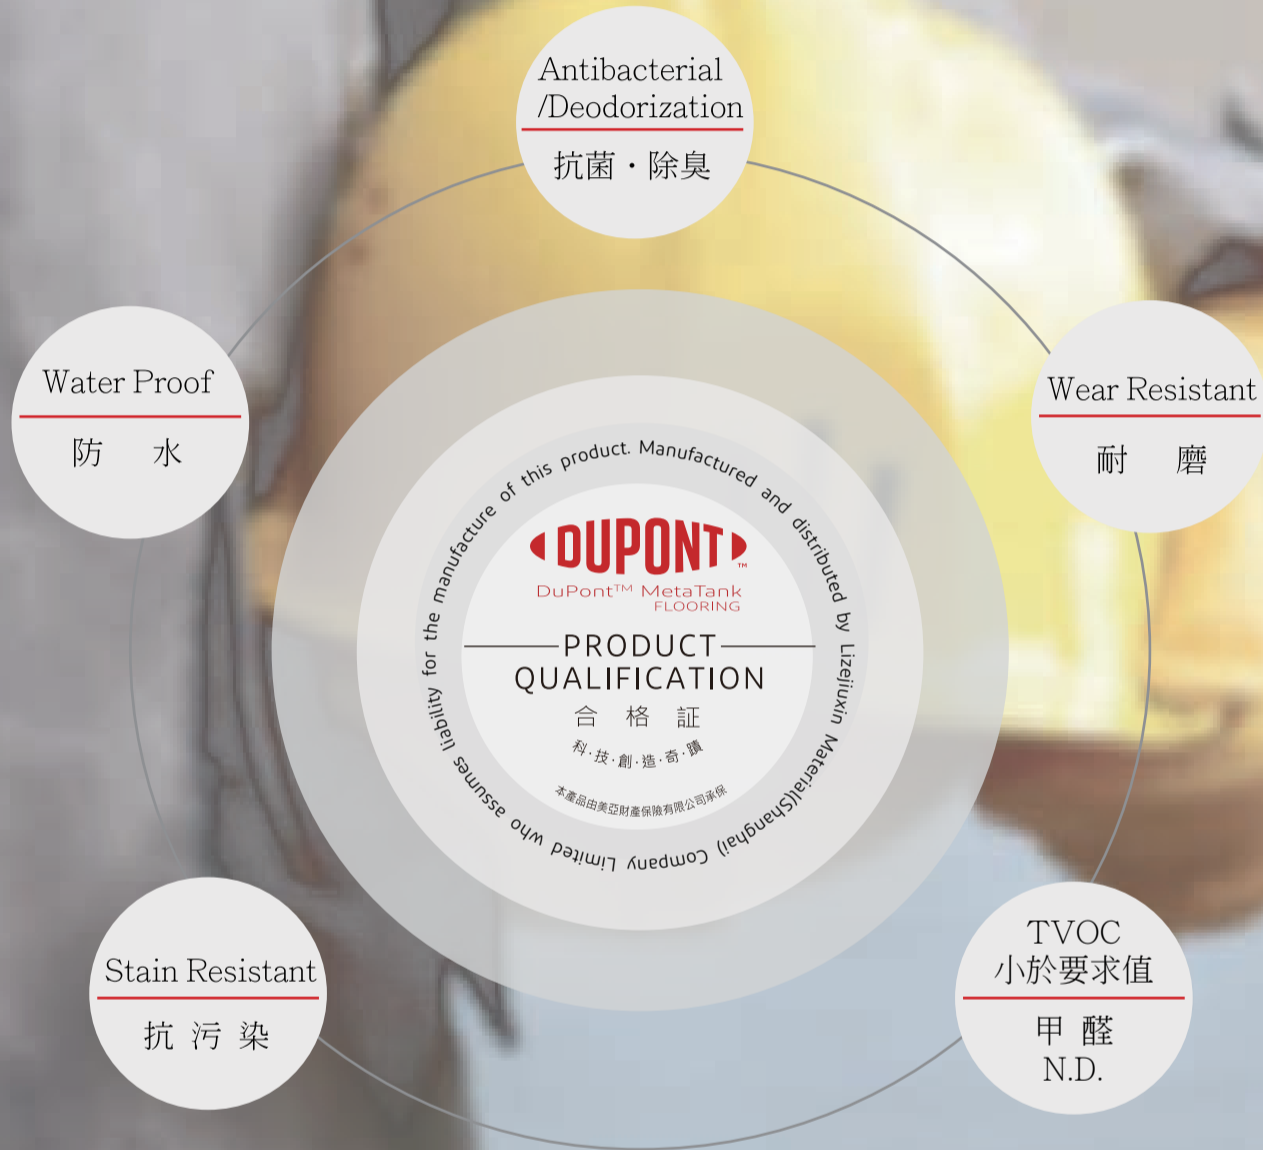 Antibacterial
/Deodorization
抗菌・除臭
Water Proof
防 水
Wear Resistant
耐 磨
Manufactured and distributed by Lizejiuxin Material(Shanghai) Company Limited who assumes liability for the manufacture of this product.
DUPONT™
DuPont™ MetaTank
FLOORING
PRODUCT
QUALIFICATION
合 格 証
科·技·創·造·奇·蹟
本產品由美亞財產保險有限公司承保
Stain Resistant
抗 污 染
TVOC
小於要求值
甲 醛
N.D.